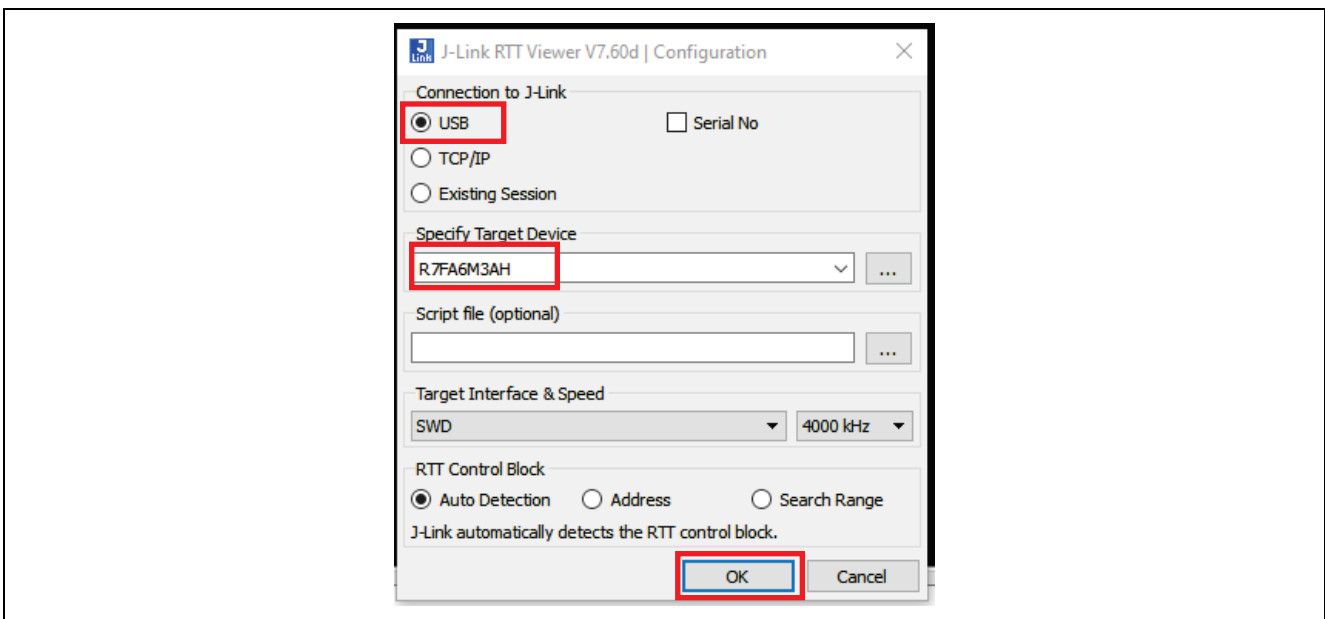 J-Link RTT Viewer V7.60d | Configuration
Connection to J-Link
USB Serial No
TCP/IP
Existing Session
Specify Target Device
R7FA6M3AH ...
Script file (optional)
...
Target Interface & Speed
SWD 4000 kHz
RTT Control Block
Auto Detection Address Search Range
J-Link automatically detects the RTT control block.
OK Cancel